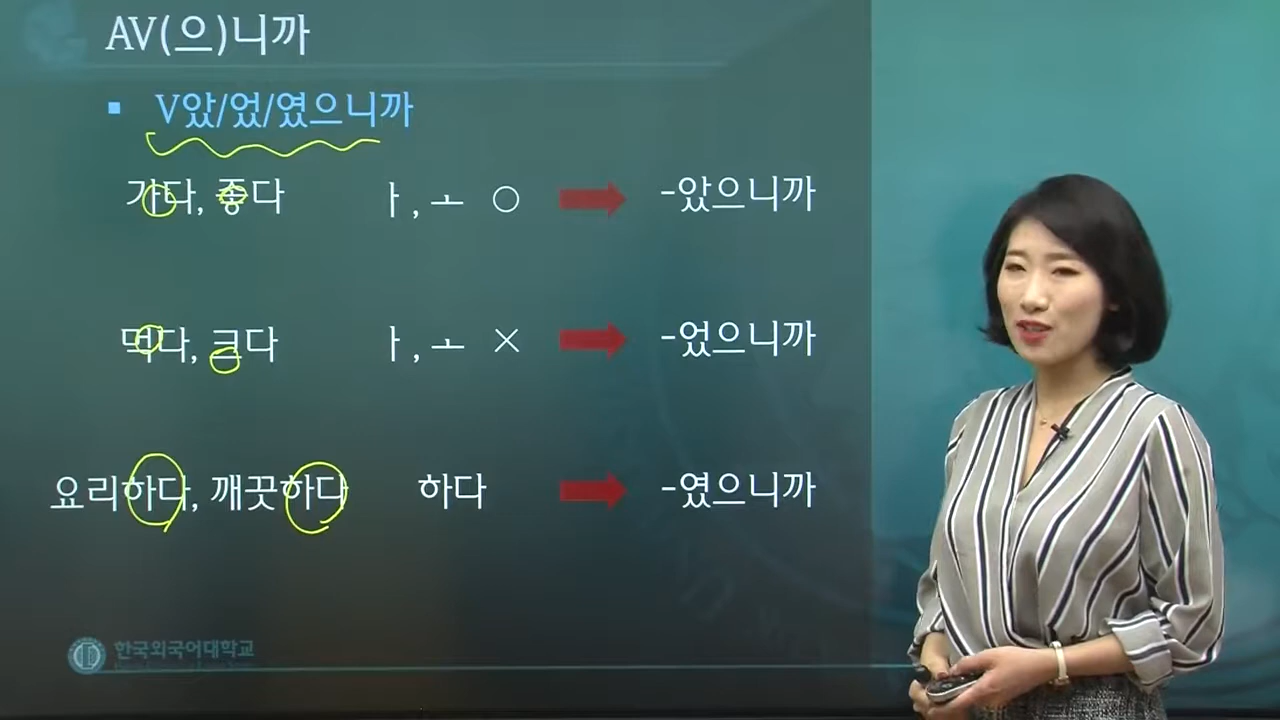 AV(으)니까
▪ V았/었/였으니까
가다, 좋다 ㅏ,ㅗ ○ -았으니까
먹다, 크다 ㅏ,ㅗ × -었으니까
요리하다, 깨끗하다 하다 -였으니까
한국외국어대학교